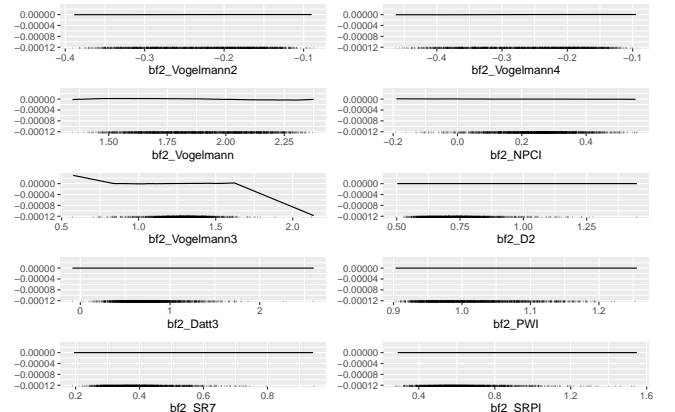 0.00000 0.00000
−0.00004 −0.00004
−0.00008 −0.00008
−0.00012 −0.00012
−0.4 −0.3 −0.2 −0.1 −0.4 −0.3 −0.2 −0.1
bf2_Vogelmann2 bf2_Vogelmann4
0.00000 0.00000
−0.00004 −0.00004
−0.00008 −0.00008
−0.00012 −0.00012
1.50 1.75 2.00 2.25 −0.2 0.0 0.2 0.4
bf2_Vogelmann bf2_NPCI
0.00000 0.00000
−0.00004 −0.00004
−0.00008 −0.00008
−0.00012 −0.00012
0.5 1.0 1.5 2.0 0.50 0.75 1.00 1.25
bf2_Vogelmann3 bf2_D2
0.00000 0.00000
−0.00004 −0.00004
−0.00008 −0.00008
−0.00012 −0.00012
0 1 2 0.9 1.0 1.1 1.2
bf2_Datt3 bf2_PWI
0.00000 0.00000
−0.00004 −0.00004
−0.00008 −0.00008
−0.00012 −0.00012
0.2 0.4 0.6 0.8 0.4 0.8 1.2 1.6
bf2_SR7 bf2_SRPI